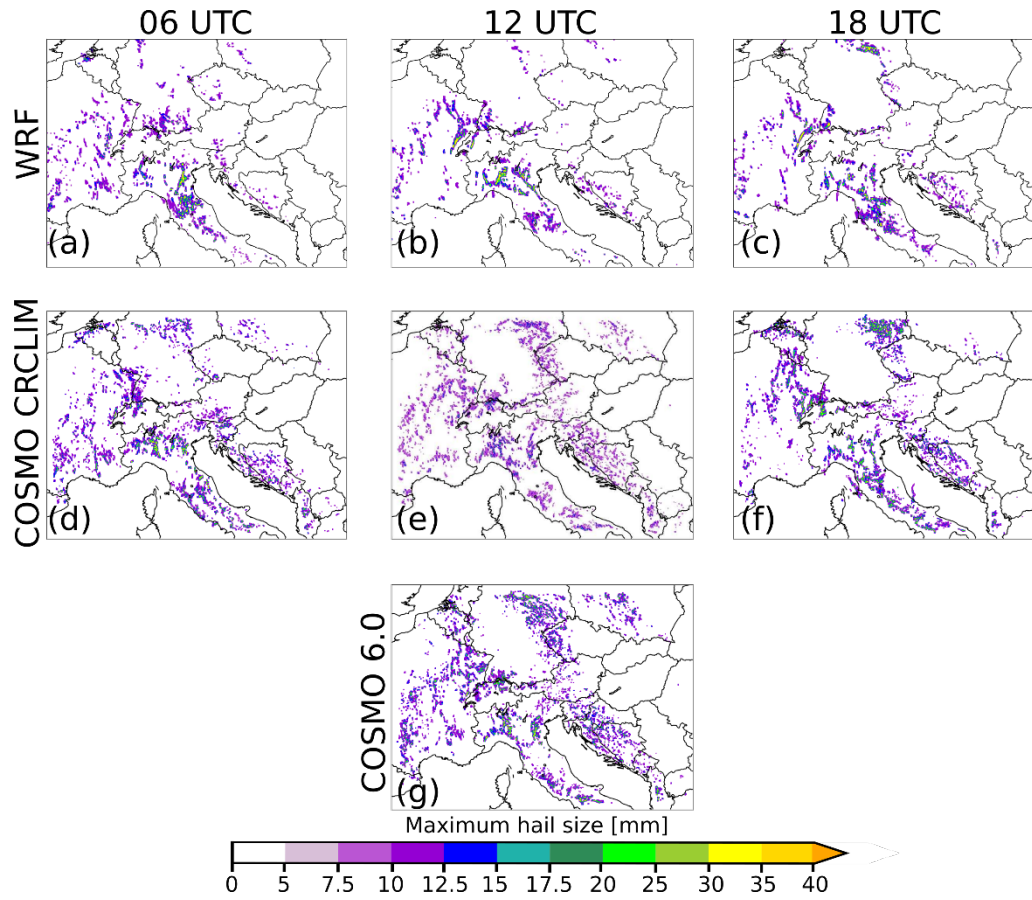 06 UTC 12 UTC 18 UTC
WRF
(a) (b) (c)
COSMO CRCLIM
(d) (e) (f)
COSMO 6.0
(g)
Maximum hail size [mm]
0 5 7.5 10 12.5 15 17.5 20 25 30 35 40